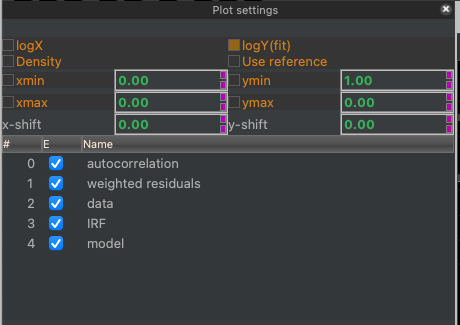 Plot settings
logX logY(fit)
Density Use reference
xmin 0.00 ymin 1.00
xmax 0.00 ymax 0.00
x-shift 0.00 y-shift 0.00
# E Name
0 autocorrelation
1 weighted residuals
2 data
3 IRF
4 model